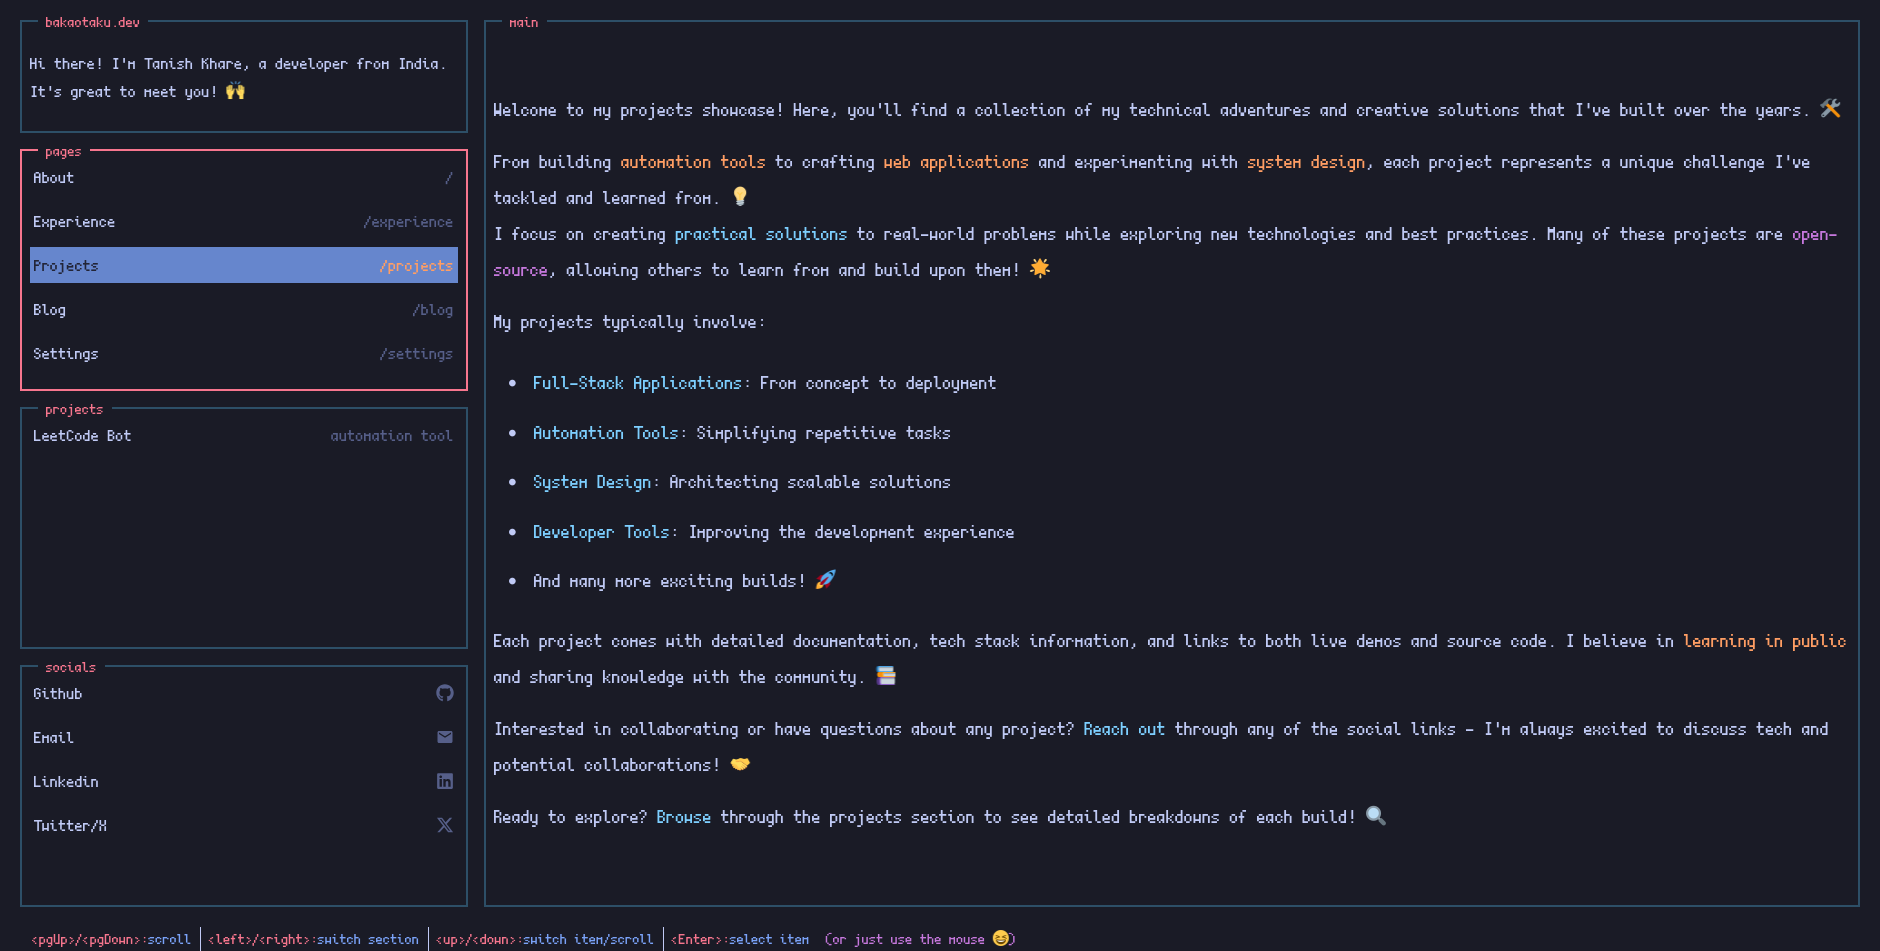 bakaotaku.dev
Hi there! I'm Tanish Khare, a developer from India.
It's great to meet you! 🙌
pages
About /
Experience /experience
Projects /projects
Blog /blog
Settings /settings
projects
LeetCode Bot automation tool
socials
Github
Email
Linkedin
Twitter/X
main
Welcome to my projects showcase! Here, you'll find a collection of my technical adventures and creative solutions that I've built over the years. 🛠️
From building automation tools to crafting web applications and experimenting with system design, each project represents a unique challenge I've
tackled and learned from. 💡
I focus on creating practical solutions to real-world problems while exploring new technologies and best practices. Many of these projects are open-
source, allowing others to learn from and build upon them! 🌟
My projects typically involve:
• Full-Stack Applications: From concept to deployment
• Automation Tools: Simplifying repetitive tasks
• System Design: Architecting scalable solutions
• Developer Tools: Improving the development experience
• And many more exciting builds! 🚀
Each project comes with detailed documentation, tech stack information, and links to both live demos and source code. I believe in learning in public
and sharing knowledge with the community. 📚
Interested in collaborating or have questions about any project? Reach out through any of the social links - I'm always excited to discuss tech and
potential collaborations! 🤝
Ready to explore? Browse through the projects section to see detailed breakdowns of each build! 🔍
<pgUp>/<pgDown>:scroll | <left>/<right>:switch section | <up>/<down>:switch item/scroll | <Enter>:select item (or just use the mouse 😆)